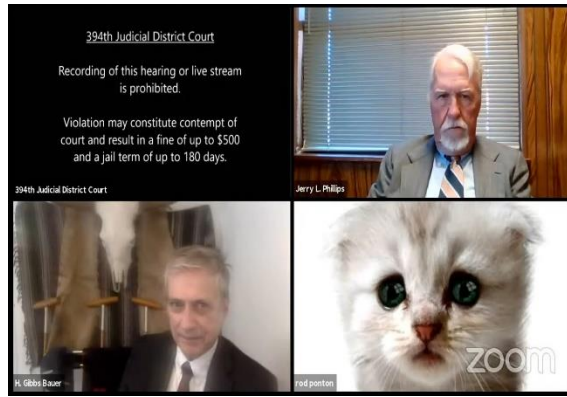 394th Judicial District Court
Recording of this hearing or live stream
is prohibited.
Violation may constitute contempt of
court and result in a fine of up to $500
and a jail term of up to 180 days.
394th Judicial District Court
Jerry L. Phillips
H. Gibbs Bauer
rod ponton
zoom